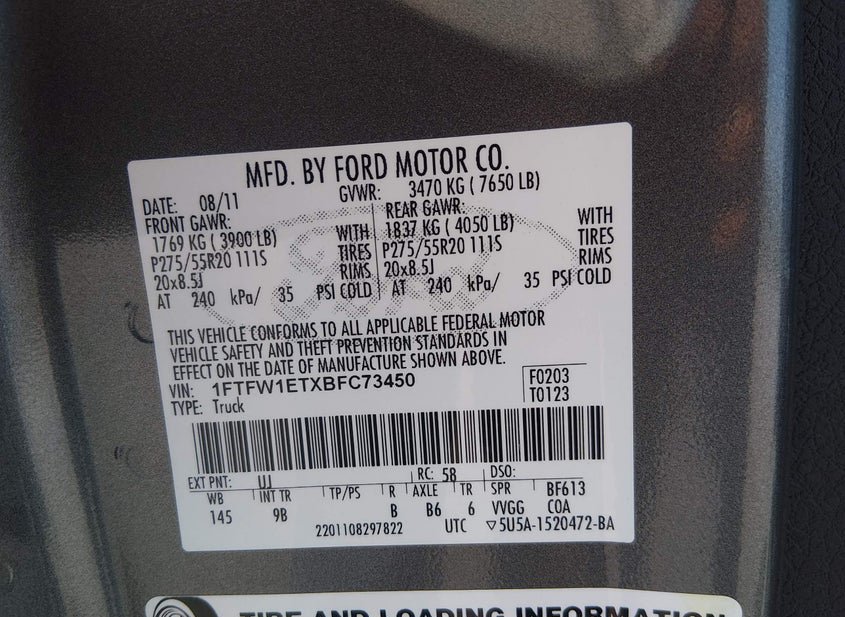 MFD. BY FORD MOTOR CO.
DATE: 08/11 GVWR: 3470 KG ( 7650 LB)
FRONT GAWR: REAR GAWR:
1769 KG ( 3900 LB) WITH 1837 KG ( 4050 LB) WITH
P275/55R20 111S TIRES P275/55R20 111S TIRES
20x8.5J RIMS 20x8.5J RIMS
AT 240 kPa/ 35 PSI COLD AT 240 kPa/ 35 PSI COLD
THIS VEHICLE CONFORMS TO ALL APPLICABLE FEDERAL MOTOR
VEHICLE SAFETY AND THEFT PREVENTION STANDARDS IN
EFFECT ON THE DATE OF MANUFACTURE SHOWN ABOVE.
VIN: 1FTFW1ETXBFC73450 F0203
TYPE: Truck T0123
EXT PNT: UJ RC: 58 DSO:
WB INT TR TP/PS R AXLE TR SPR BF613
145 9B B B6 6 VVGG COA
2201108297822 UTC ▽5U5A-1520472-BA
TIRE AND LOADING INFORMATION